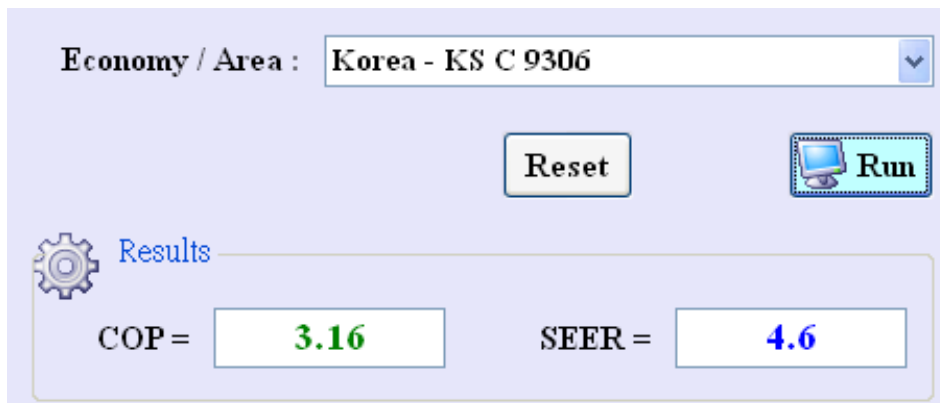 Economy / Area : Korea - KS C 9306
Reset Run
Results
COP = 3.16 SEER = 4.6